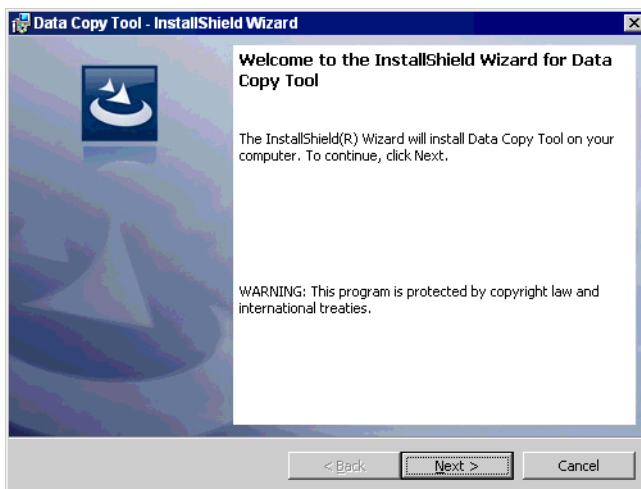 Data Copy Tool - InstallShield Wizard
Welcome to the InstallShield Wizard for Data
Copy Tool
The InstallShield(R) Wizard will install Data Copy Tool on your
computer. To continue, click Next.
WARNING: This program is protected by copyright law and
international treaties.
< Back
Next >
Cancel